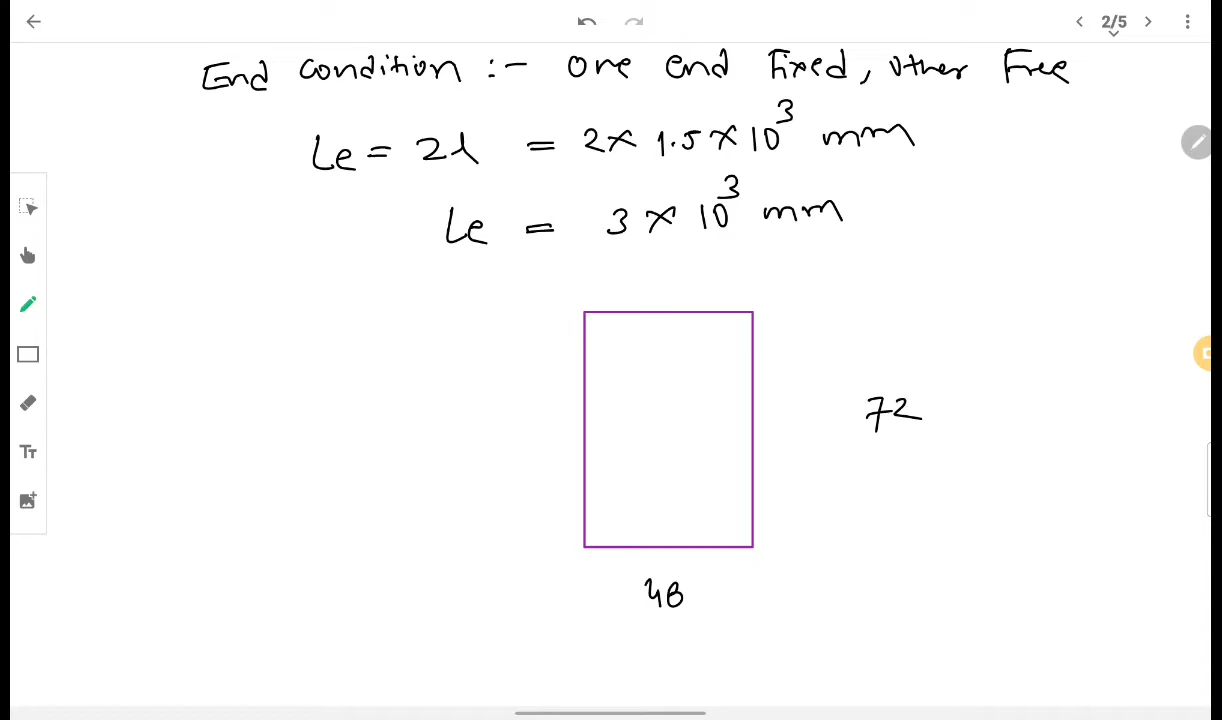 2/5
End condition :- one end Fixed, other Free
Le = 2l = 2 x 1.5 x 10³ mm
Le = 3 x 10³ mm
72
48
Tт